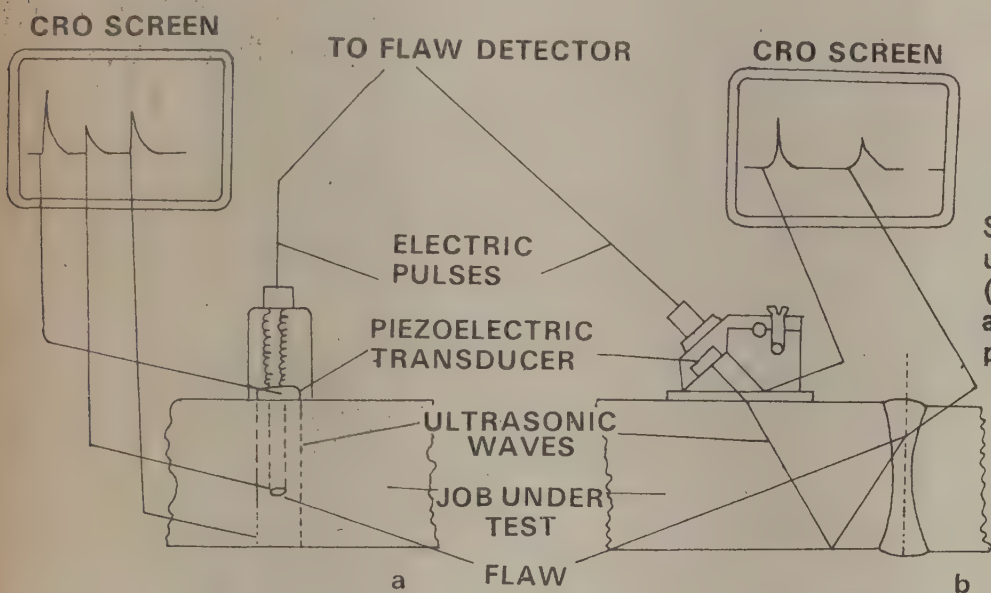 CRO SCREEN
TO FLAW DETECTOR
CRO SCREEN
ELECTRIC
PULSES
PIEZOELECTRIC
TRANSDUCER
ULTRASONIC
WAVES
JOB UNDER
TEST
FLAW
a
b